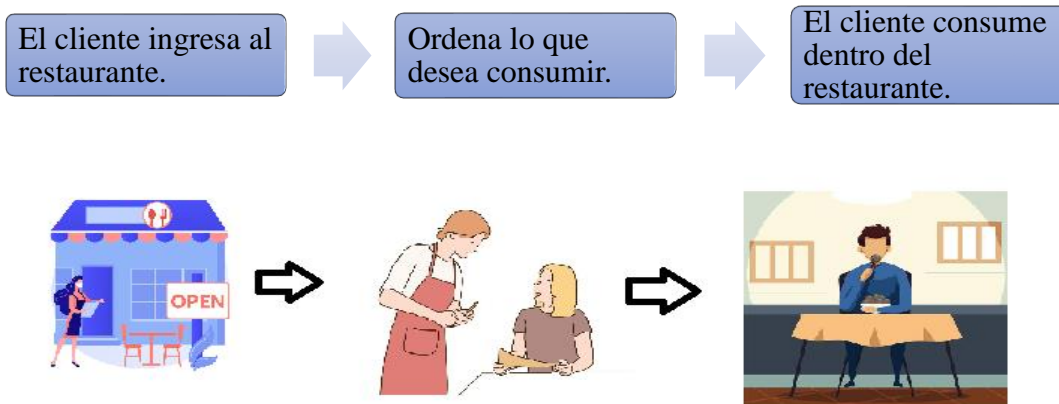 El cliente ingresa al
restaurante.
Ordena lo que
desea consumir.
El cliente consume
dentro del
restaurante.
OPEN